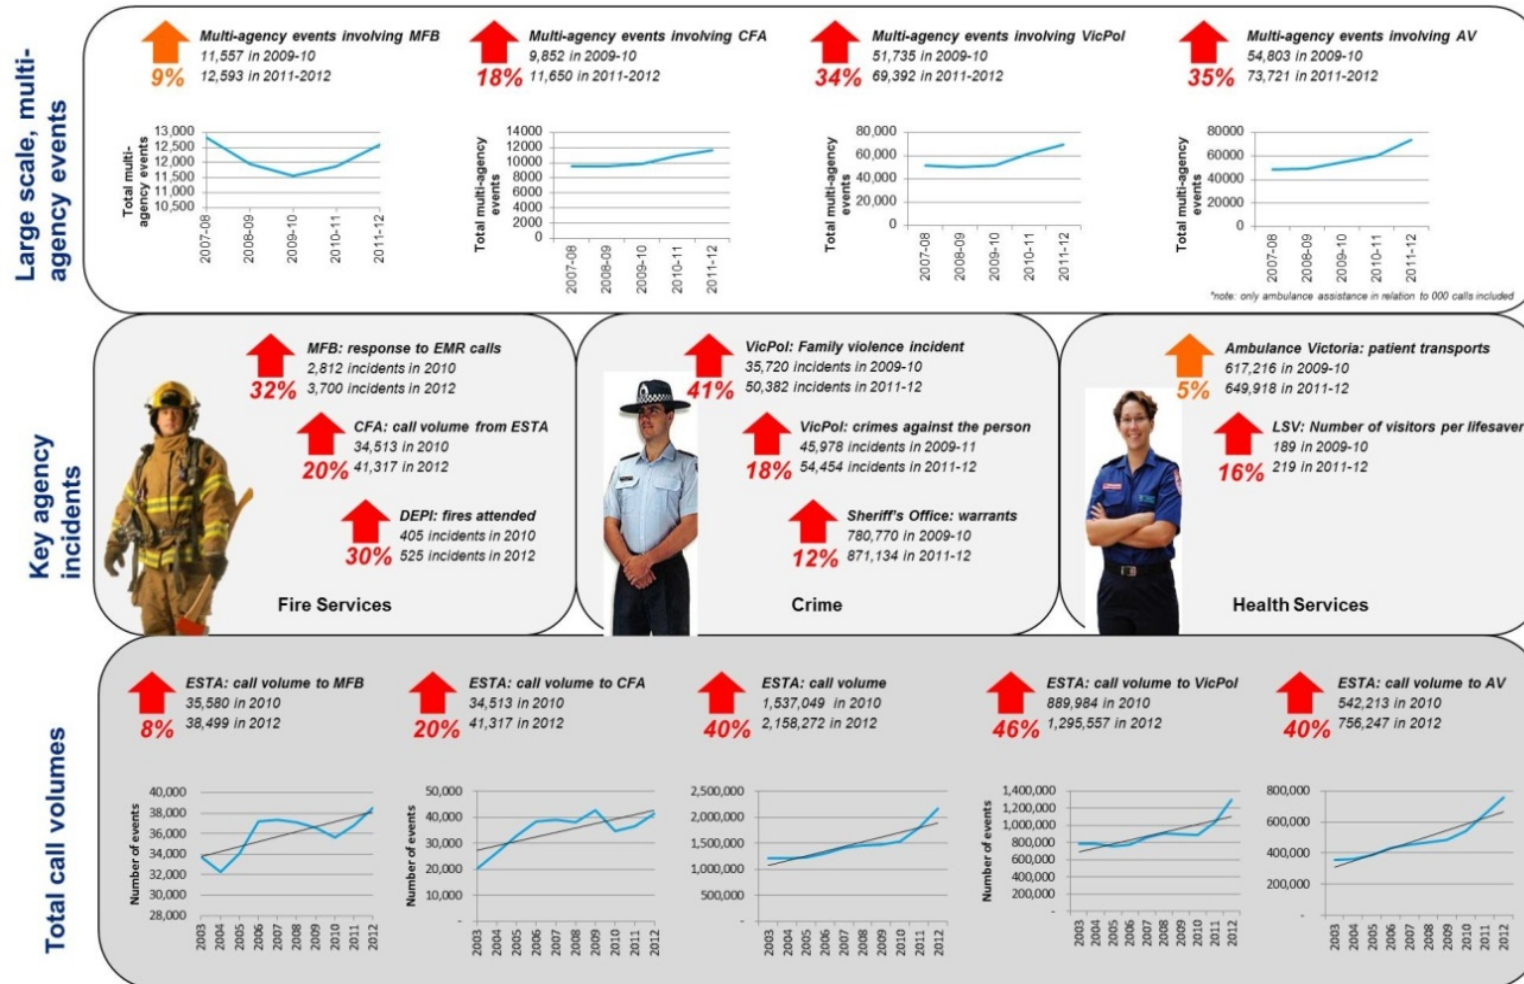 Large scale, multi-
agency events
Multi-agency events involving MFB
11,557 in 2009-10
12,593 in 2011-2012
9%
Multi-agency events involving CFA
9,852 in 2009-10
11,650 in 2011-2012
18%
Multi-agency events involving VicPol
51,735 in 2009-10
69,392 in 2011-2012
34%
Multi-agency events involving AV
54,803 in 2009-10
73,721 in 2011-2012
35%
Total multi-
agency events
13,000
12,500
12,000
11,500
11,000
10,500
2007-08
2008-09
2009-10
2010-11
2011-12
Total multi-agency
events
14000
12000
10000
8000
6000
4000
2000
0
2007-08
2008-09
2009-10
2010-11
2011-12
Total multi-agency
events
80,000
60,000
40,000
20,000
0
2007-08
2008-09
2009-10
2010-11
2011-12
Total multi-agency
events
80000
60000
40000
20000
0
2007-08
2008-09
2009-10
2010-11
2011-12
*note: only ambulance assistance in relation to 000 calls included
Key agency
incidents
MFB: response to EMR calls
2,812 incidents in 2010
3,700 incidents in 2012
32%
CFA: call volume from ESTA
34,513 in 2010
41,317 in 2012
20%
DEPI: fires attended
405 incidents in 2010
525 incidents in 2012
30%
Fire Services
VicPol: Family violence incident
35,720 incidents in 2009-10
50,382 incidents in 2011-12
41%
VicPol: crimes against the person
45,978 incidents in 2009-11
54,454 incidents in 2011-12
18%
Sheriff's Office: warrants
780,770 in 2009-10
871,134 in 2011-12
12%
Crime
Ambulance Victoria: patient transports
617,216 in 2009-10
649,918 in 2011-12
5%
LSV: Number of visitors per lifesaver
189 in 2009-10
219 in 2011-12
16%
Health Services
Total call volumes
ESTA: call volume to MFB
35,580 in 2010
38,499 in 2012
8%
ESTA: call volume to CFA
34,513 in 2010
41,317 in 2012
20%
ESTA: call volume
1,537,049 in 2010
2,158,272 in 2012
40%
ESTA: call volume to VicPol
889,984 in 2010
1,295,557 in 2012
46%
ESTA: call volume to AV
542,213 in 2010
756,247 in 2012
40%
Number of events
40,000
38,000
36,000
34,000
32,000
30,000
28,000
2003
2004
2005
2006
2007
2008
2009
2010
2011
2012
Number of events
50,000
40,000
30,000
20,000
10,000
-
2003
2004
2005
2006
2007
2008
2009
2010
2011
2012
2,500,000
2,000,000
1,500,000
1,000,000
500,000
-
2003
2004
2005
2006
2007
2008
2009
2010
2011
2012
Number of events
1,400,000
1,200,000
1,000,000
800,000
600,000
400,000
200,000
-
2003
2004
2005
2006
2007
2008
2009
2010
2011
2012
800,000
600,000
400,000
200,000
-
2003
2004
2005
2006
2007
2008
2009
2010
2011
2012